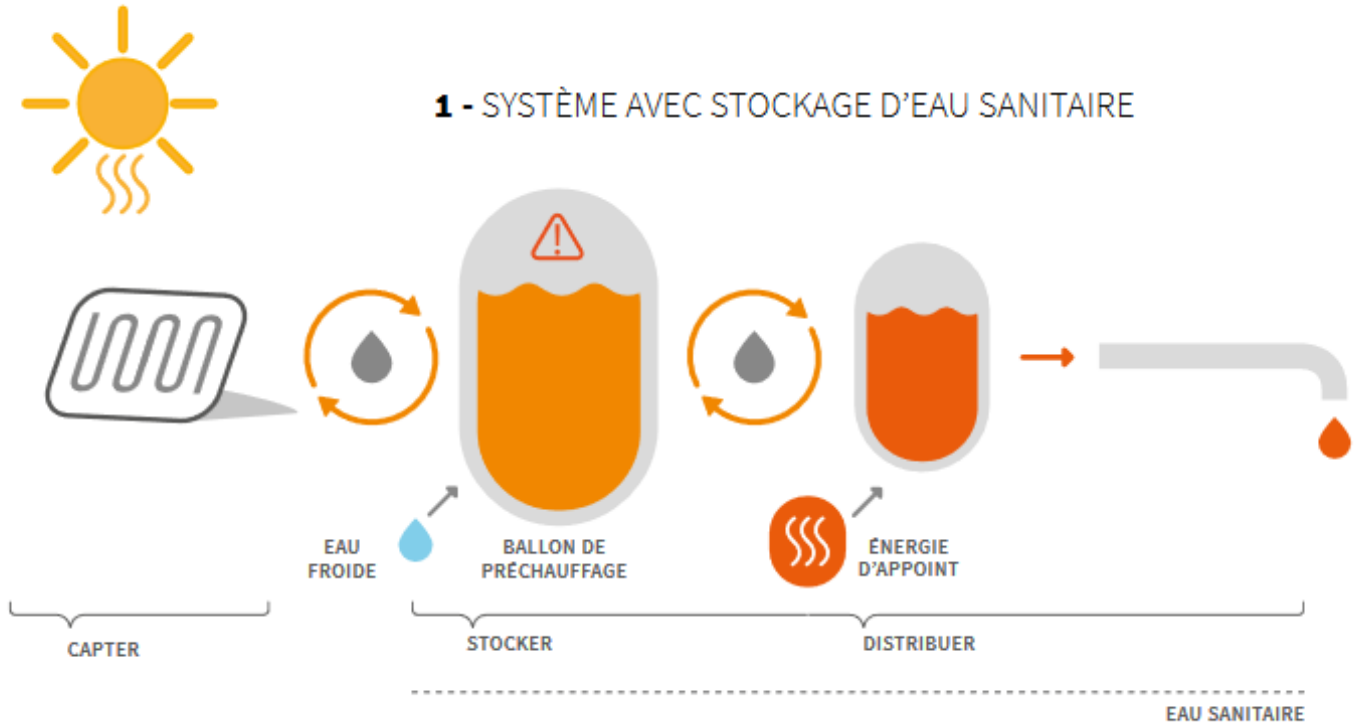 1 - SYSTÈME AVEC STOCKAGE D’EAU SANITAIRE
EAU
FROIDE
BALLON DE
PRÉCHAUFFAGE
ÉNERGIE
D’APPOINT
CAPTER
STOCKER
DISTRIBUER
EAU SANITAIRE